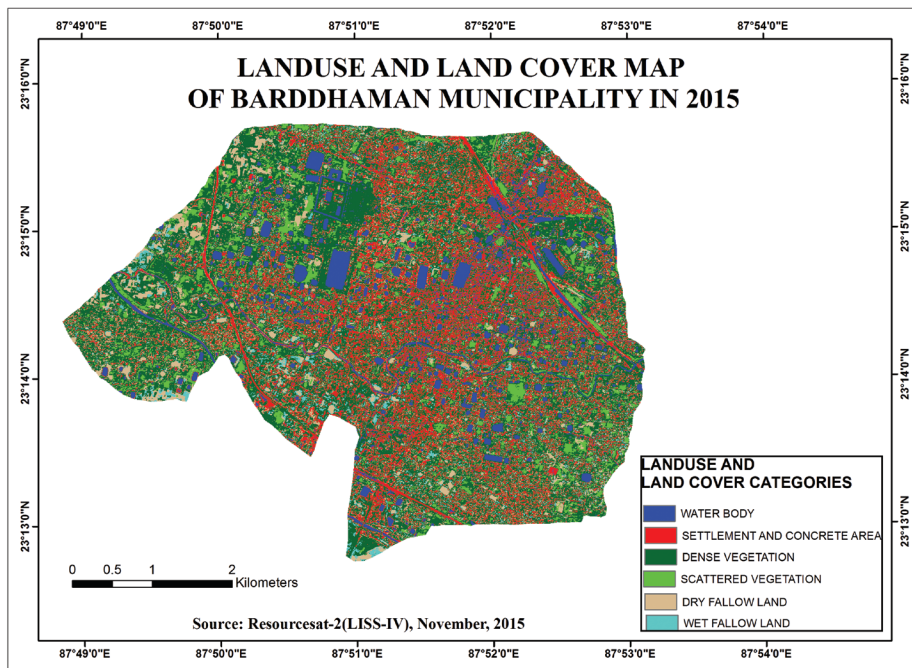 87°49'0"E 87°50'0"E 87°51'0"E 87°52'0"E 87°53'0"E 87°54'0"E
LANDUSE AND LAND COVER MAP
OF BARDDHAMAN MUNICIPALITY IN 2015
23°16'0"N 23°16'0"N
23°15'0"N 23°15'0"N
23°14'0"N 23°14'0"N
23°13'0"N 23°13'0"N
LANDUSE AND
LAND COVER CATEGORIES
WATER BODY
SETTLEMENT AND CONCRETE AREA
DENSE VEGETATION
SCATTERED VEGETATION
DRY FALLOW LAND
WET FALLOW LAND
0 0.5 1 2
Kilometers
Source: Resourcesat-2(LISS-IV), November, 2015
87°49'0"E 87°50'0"E 87°51'0"E 87°52'0"E 87°53'0"E 87°54'0"E